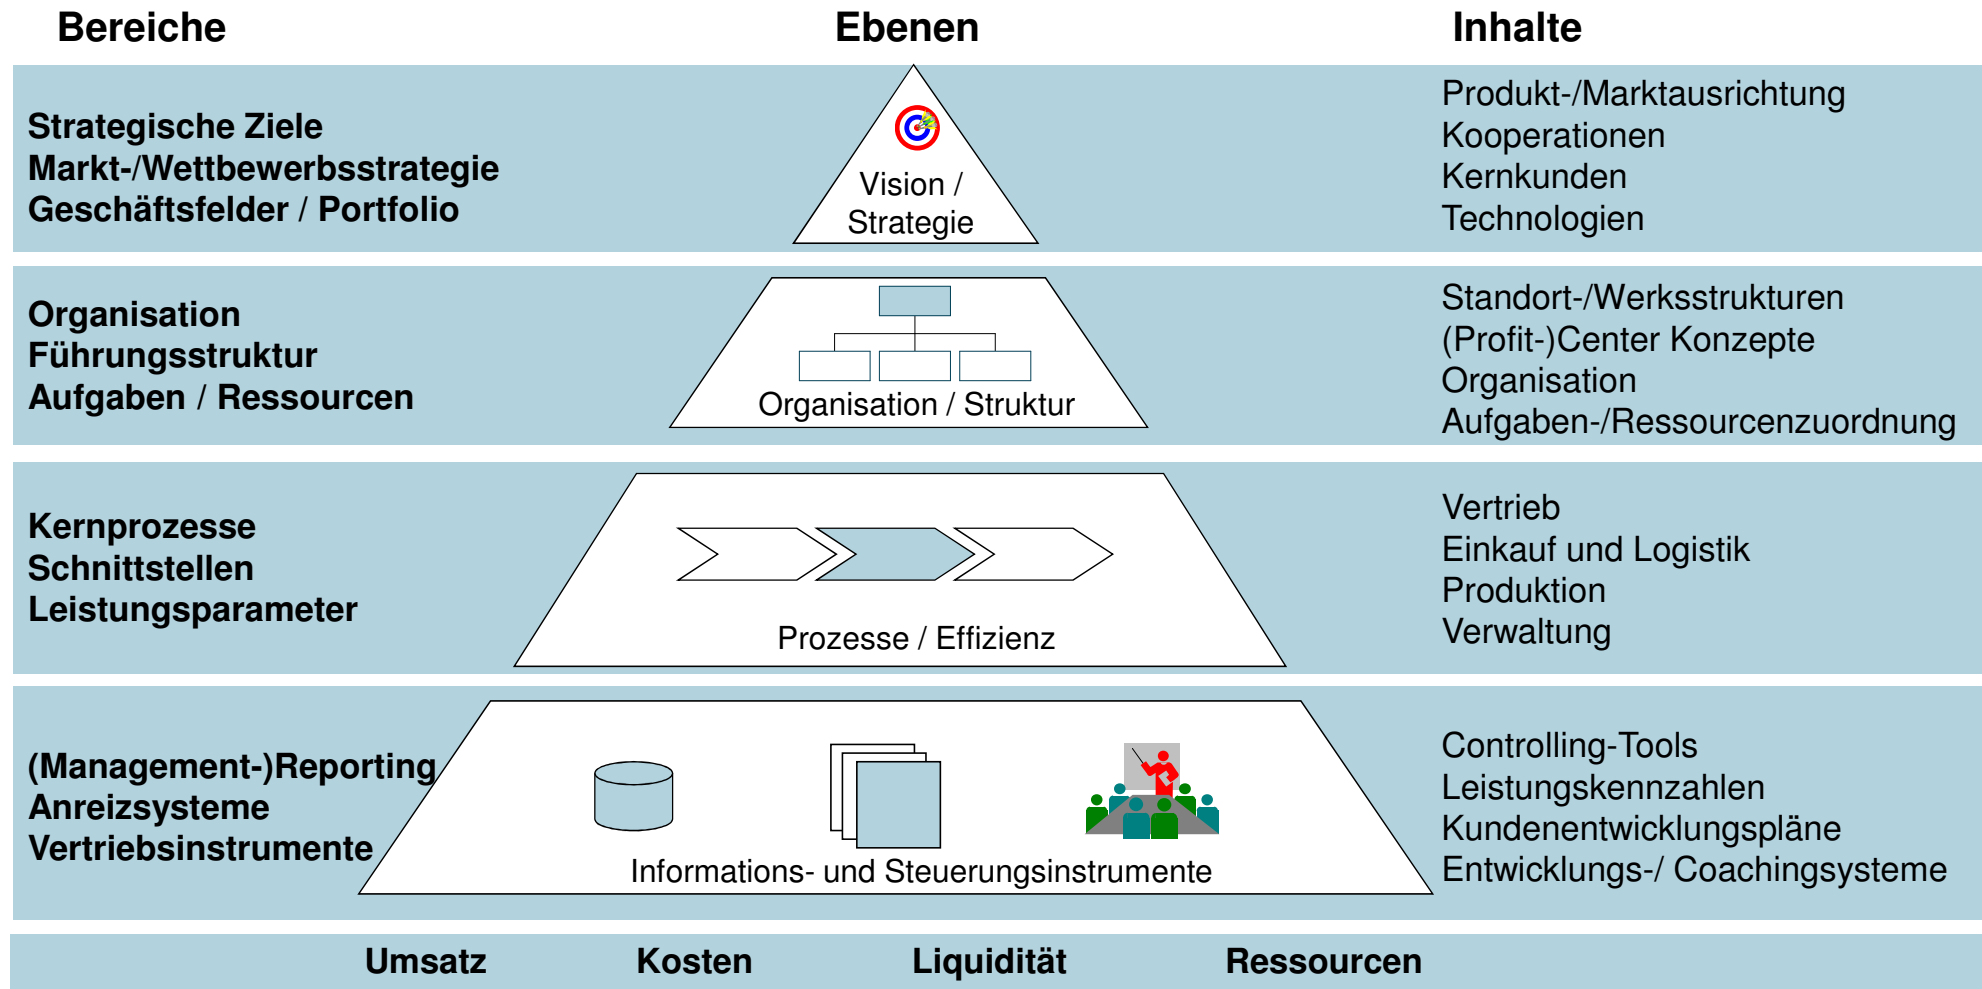 Bereiche
Ebenen
Inhalte
Strategische Ziele
Markt-/Wettbewerbsstrategie
Geschäftsfelder / Portfolio
Vision /
Strategie
Produkt-/Marktausrichtung
Kooperationen
Kernkunden
Technologien
Organisation
Führungsstruktur
Aufgaben / Ressourcen
Organisation / Struktur
Standort-/Werksstrukturen
(Profit-)Center Konzepte
Organisation
Aufgaben-/Ressourcenzuordnung
Kernprozesse
Schnittstellen
Leistungsparameter
Prozesse / Effizienz
Vertrieb
Einkauf und Logistik
Produktion
Verwaltung
(Management-)Reporting
Anreizsysteme
Vertriebsinstrumente
Informations- und Steuerungsinstrumente
Controlling-Tools
Leistungskennzahlen
Kundenentwicklungspläne
Entwicklungs-/ Coachingsysteme
Umsatz
Kosten
Liquidität
Ressourcen